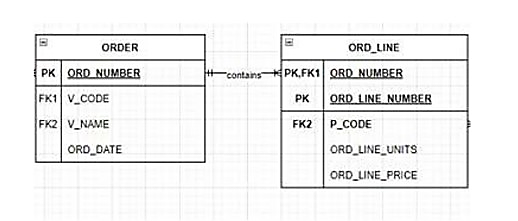 ORDER
PK ORD_NUMBER
FK1 V_CODE
FK2 V_NAME
ORD_DATE
contains
ORD_LINE
PK,FK1 ORD_NUMBER
PK ORD_LINE_NUMBER
FK2 P_CODE
ORD_LINE_UNITS
ORD_LINE_PRICE